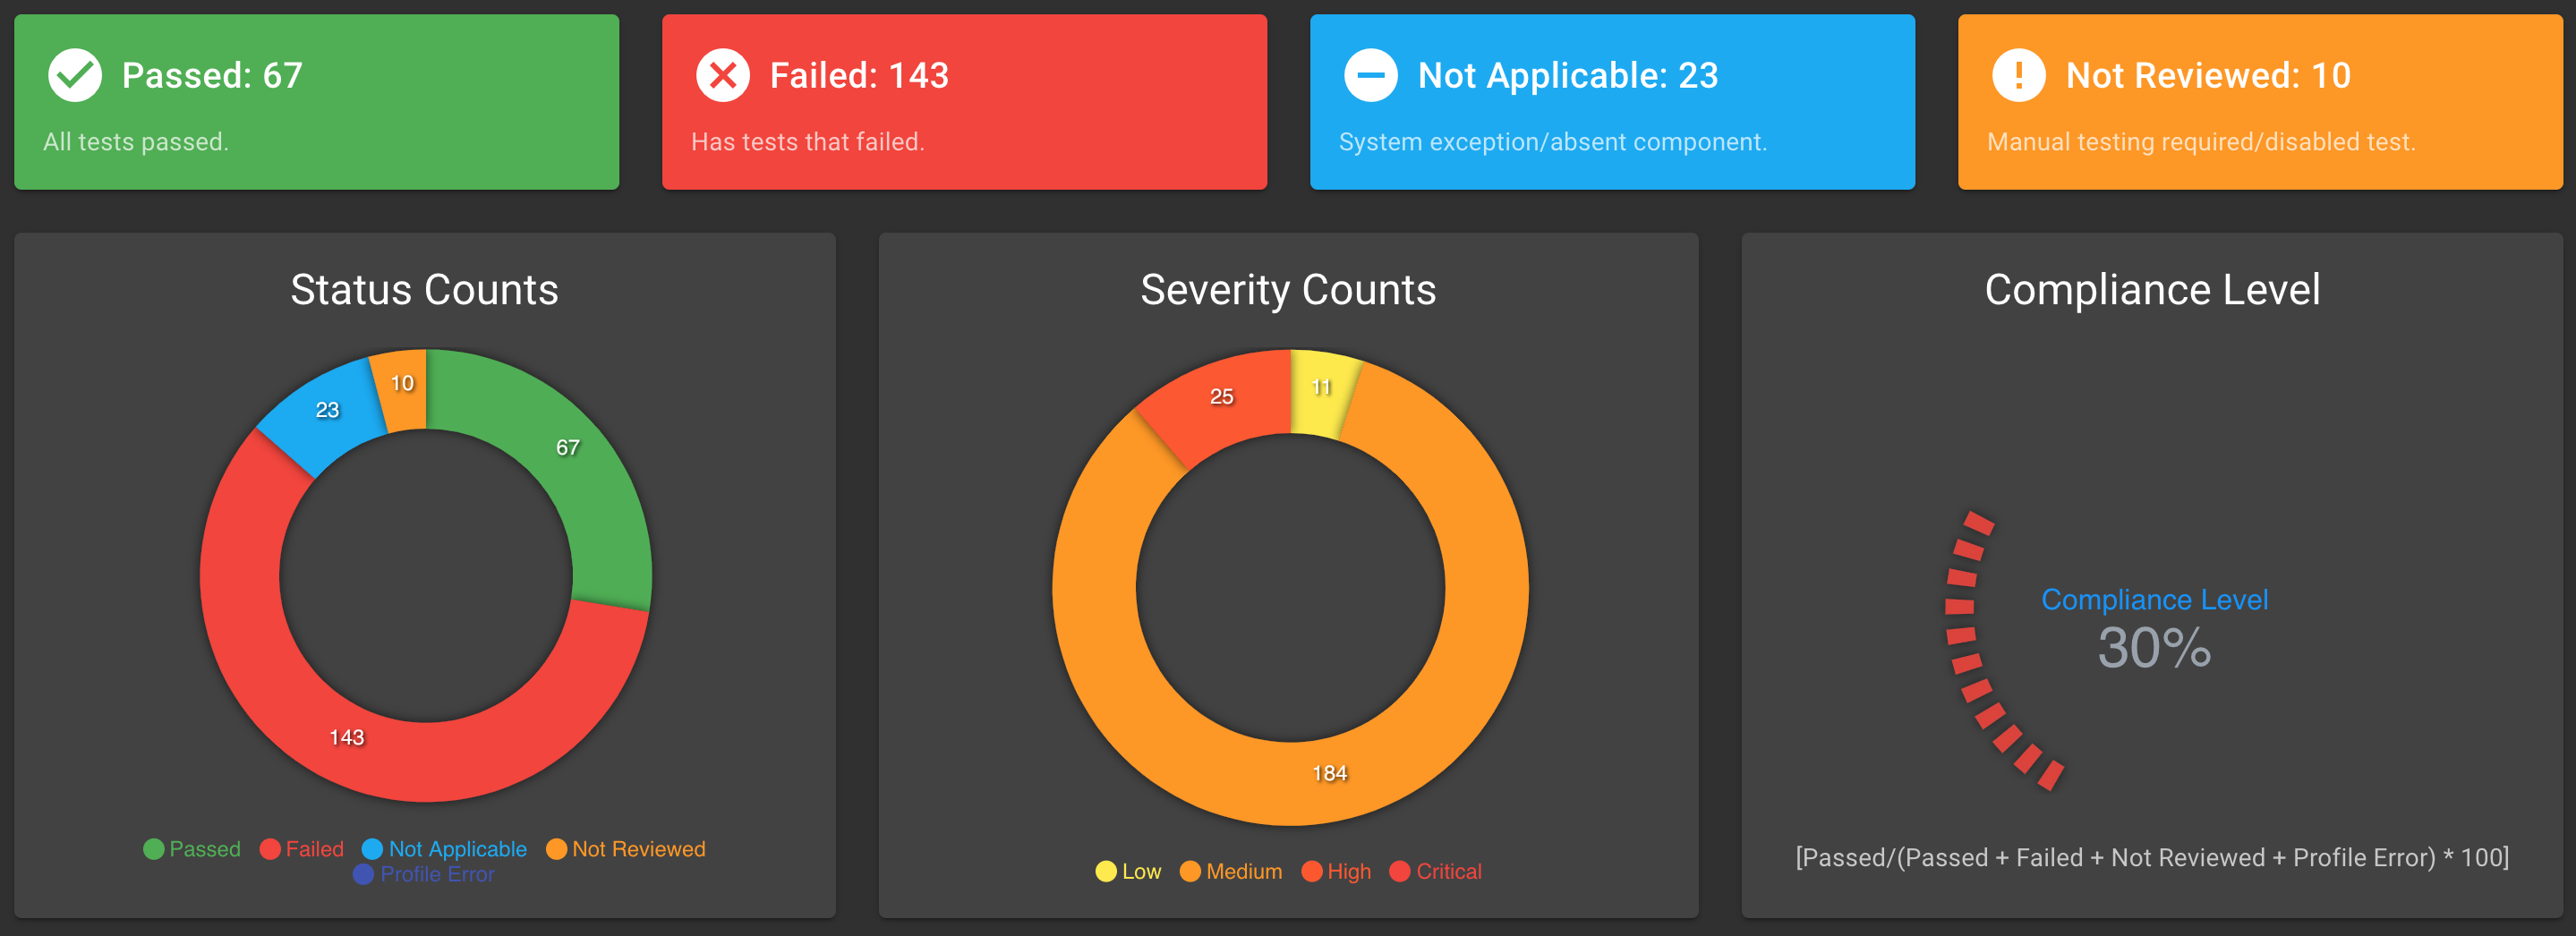 Passed: 67
All tests passed.
Failed: 143
Has tests that failed.
Not Applicable: 23
System exception/absent component.
Not Reviewed: 10
Manual testing required/disabled test.
Status Counts
10
23
67
143
Passed Failed Not Applicable Not Reviewed
Profile Error
Severity Counts
25
11
184
Low Medium High Critical
Compliance Level
Compliance Level
30%
[Passed/(Passed + Failed + Not Reviewed + Profile Error) * 100]